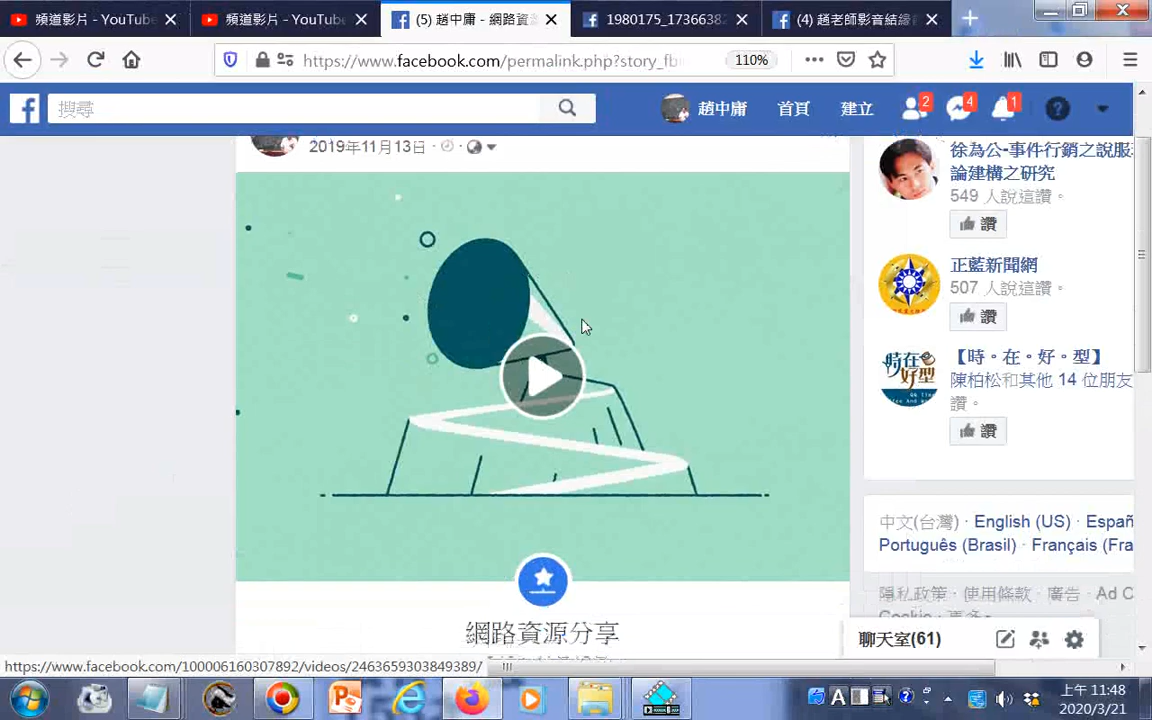 頻道影片 - YouTube
頻道影片 - YouTube
(5) 趙中庸 - 網路資
1980175_1736638
(4) 趙老師影音結緣
https://www.facebook.com/permalink.php?story_fb
110%
搜尋
趙中庸
首頁
建立
2
4
1
2019年11月13日
徐為公-事件行銷之說服
論建構之研究
549 人說這讚。
讚
正藍新聞網
507 人說這讚。
讚
時在
好型
【時。在。好。型】
陳柏松和其他 14 位朋友
讚。
讚
中文(台灣) · English (US) · Españ
Português (Brasil) · Français (Fra
隱私政策 · 使用條款 · 廣告 · Ad C
網路資源分享
聊天室(61)
https://www.facebook.com/100006160307892/videos/2463659303849389/
A
上午 11:48
2020/3/21